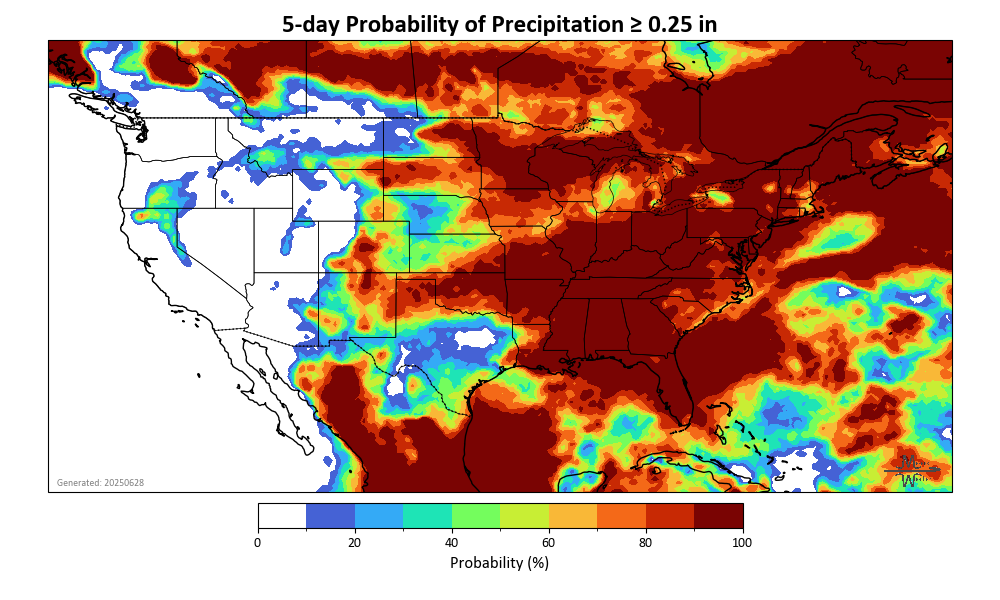 5-day Probability of Precipitation ≥ 0.25 in
Generated: 20250628
0 20 40 60 80 100
Probability (%)